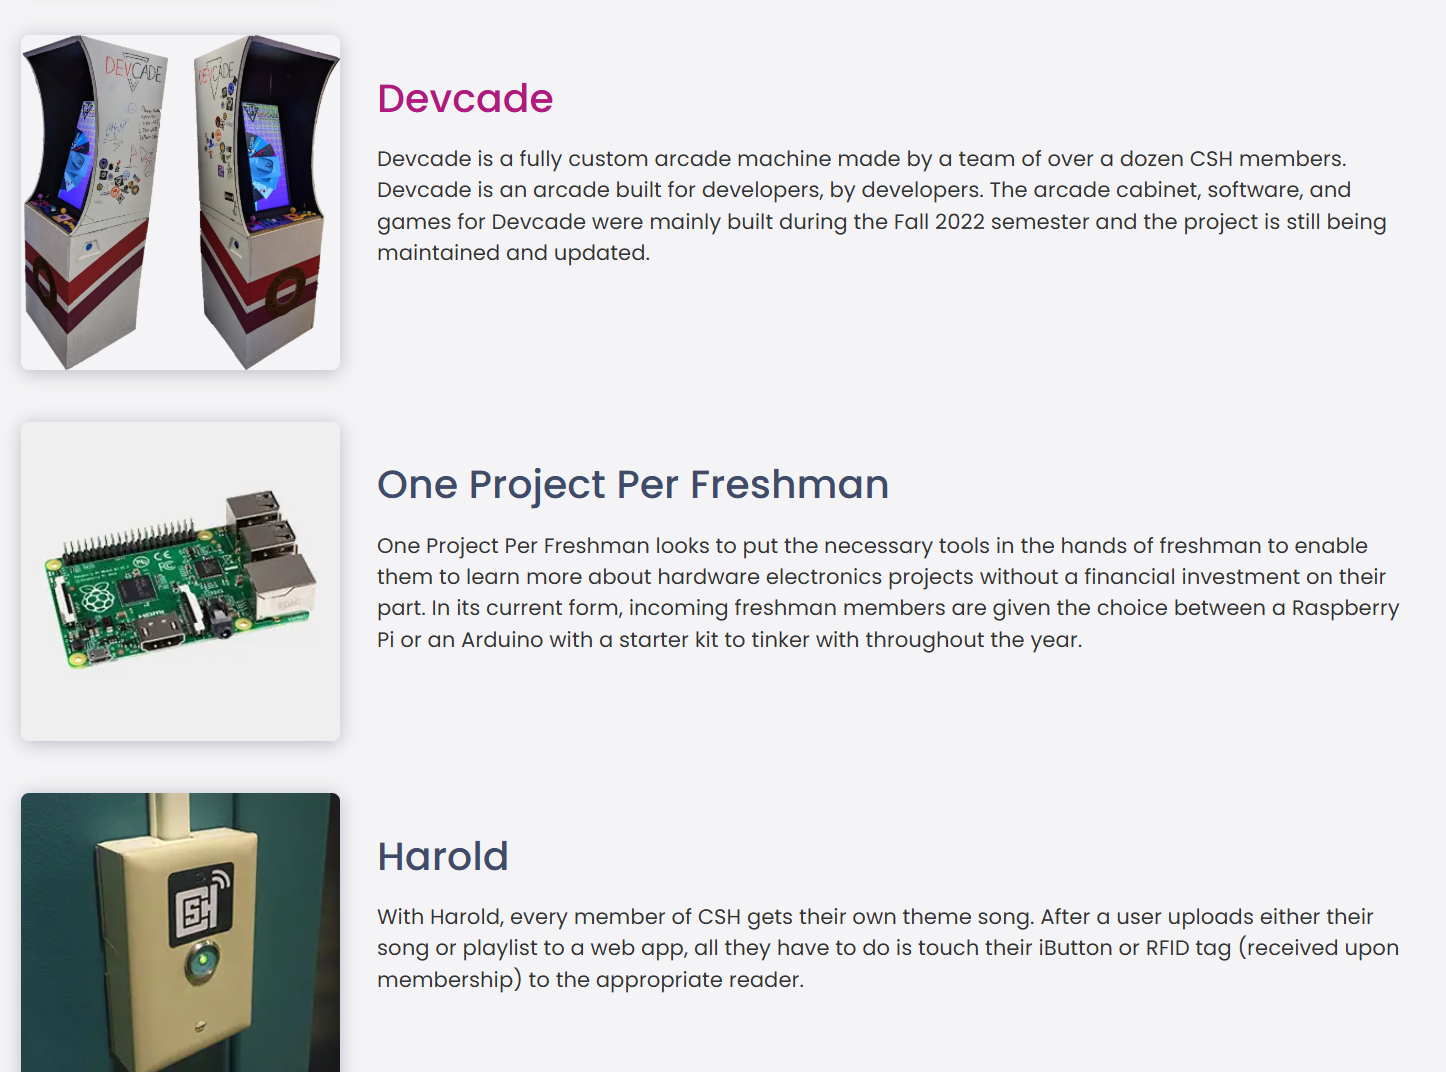 DEVCADE
DEVCADE
Devcade
Devcade is a fully custom arcade machine made by a team of over a dozen CSH members.
Devcade is an arcade built for developers, by developers. The arcade cabinet, software, and
games for Devcade were mainly built during the Fall 2022 semester and the project is still being
maintained and updated.
One Project Per Freshman
One Project Per Freshman looks to put the necessary tools in the hands of freshman to enable
them to learn more about hardware electronics projects without a financial investment on their
part. In its current form, incoming freshman members are given the choice between a Raspberry
Pi or an Arduino with a starter kit to tinker with throughout the year.
HDMI
CSH
Harold
With Harold, every member of CSH gets their own theme song. After a user uploads either their
song or playlist to a web app, all they have to do is touch their iButton or RFID tag (received upon
membership) to the appropriate reader.